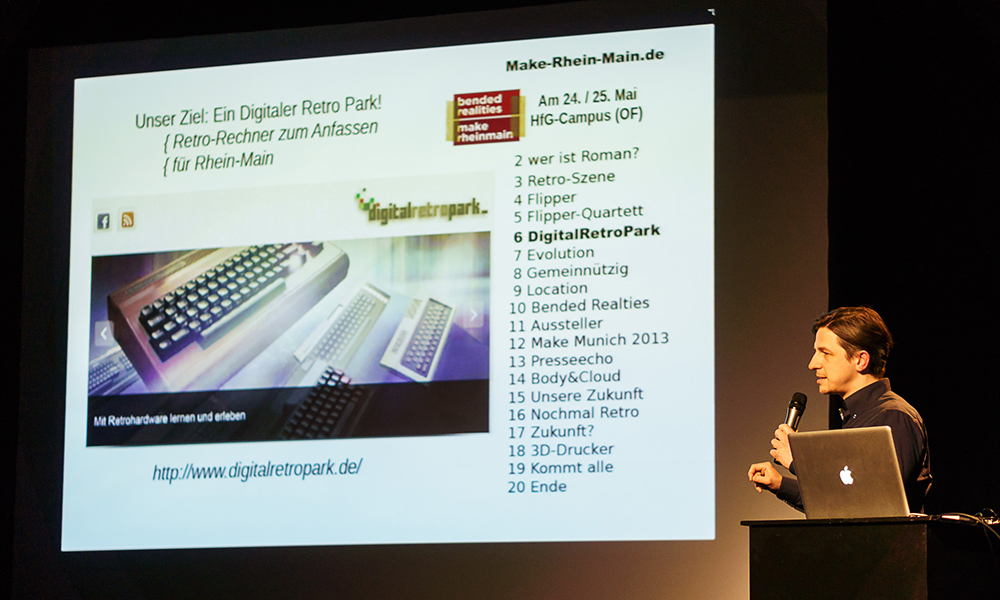 Make-Rhein-Main.de
Unser Ziel: Ein Digitaler Retro Park!
{ Retro-Rechner zum Anfassen
{ für Rhein-Main
bended
realities
make
rheinmain
Am 24. / 25. Mai
HfG-Campus (OF)
digitalretropark
Mit Retrohardware lernen und erleben
http://www.digitalretropark.de/
2 wer ist Roman?
3 Retro-Szene
4 Flipper
5 Flipper-Quartett
6 DigitalRetroPark
7 Evolution
8 Gemeinnützig
9 Location
10 Bended Realties
11 Aussteller
12 Make Munich 2013
13 Presseecho
14 Body&Cloud
15 Unsere Zukunft
16 Nochmal Retro
17 Zukunft?
18 3D-Drucker
19 Kommt alle
20 Ende